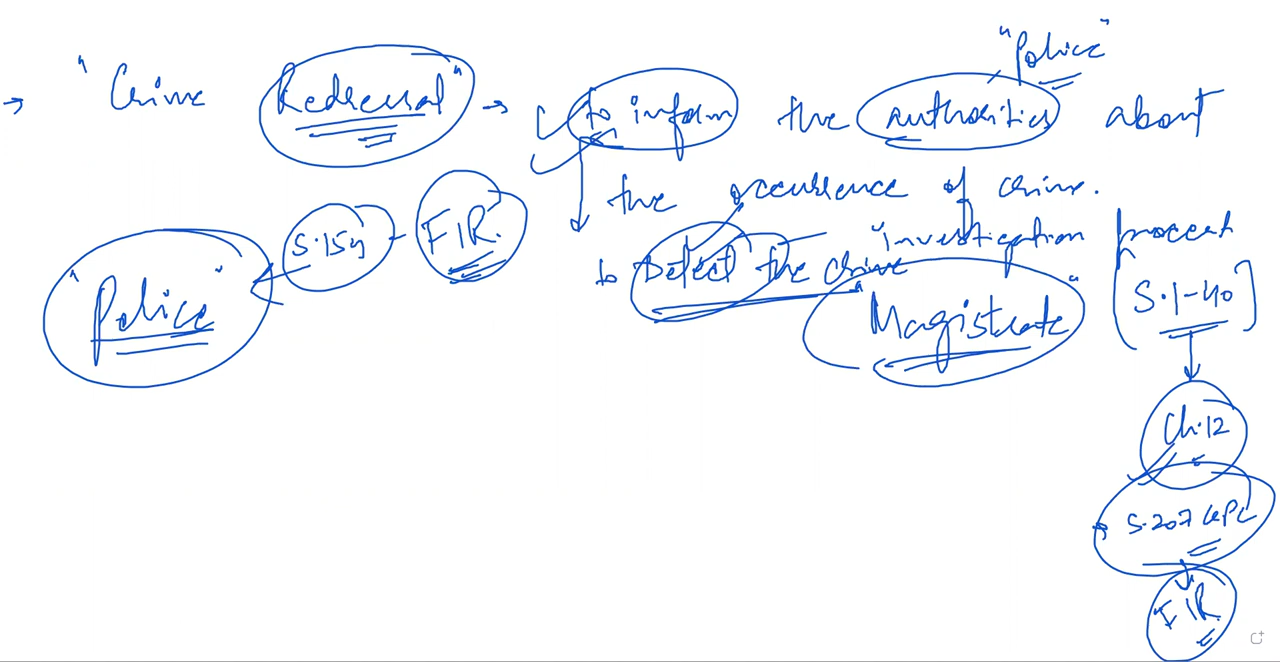 "Police"
→ "Crime Redressal" → to inform the authorities about
the occurrence of crime.
"Police" S.154 - FIR.
to Detect the crime
"investigation
"Magistrate"
[S.1-40]
Ch.12
S.207 CrPC
FIR